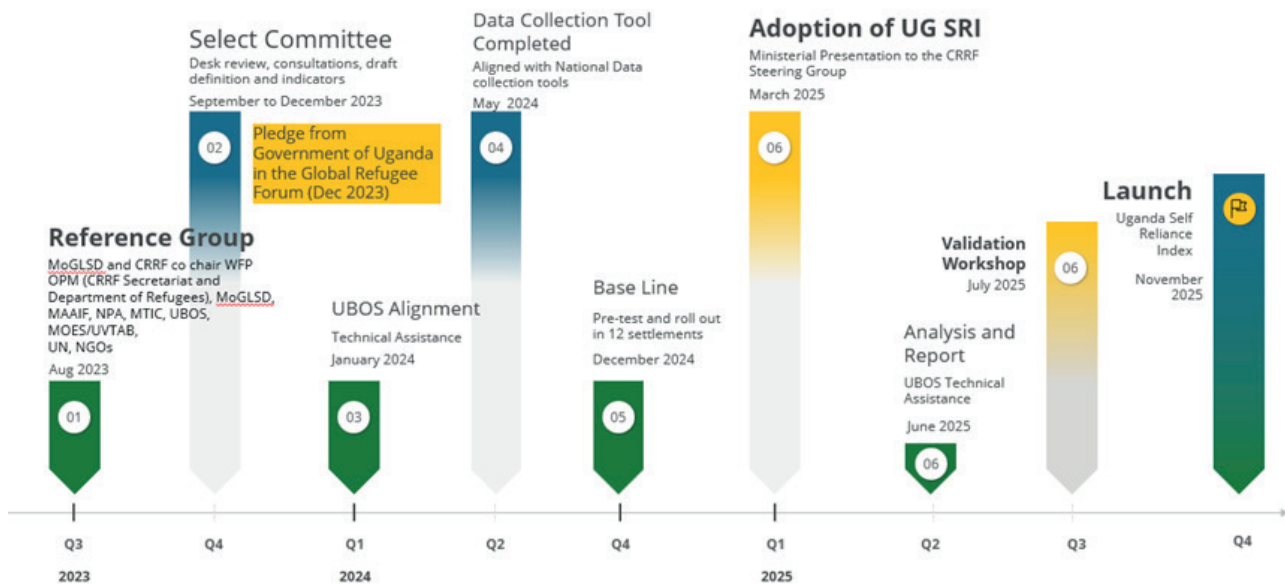 Select Committee
Desk review, consultations, draft
definition and indicators
September to December 2023
02
Pledge from
Government of Uganda
in the Global Refugee
Forum (Dec 2023)
Data Collection Tool
Completed
Aligned with National Data
collection tools
May 2024
04
Adoption of UG SRI
Ministerial Presentation to the CRRF
Steering Group
March 2025
06
Launch
Uganda Self
Reliance
Index
November
2025
Reference Group
MoGLSD and CRRF co chair WFP
OPM (CRRF Secretariat and
Department of Refugees), MoGLSD,
MAAIF, NPA, MTIC, UBOS,
MOES/UVTAB,
UN, NGOs
Aug 2023
01
UBOS Alignment
Technical Assistance
January 2024
03
Base Line
Pre-test and roll out
in 12 settlements
December 2024
05
Validation
Workshop
July 2025
06
Analysis and
Report
UBOS Technical
Assistance
June 2025
06
Q3
Q4
Q1
Q2
Q4
Q1
Q2
Q3
Q4
2023
2024
2025